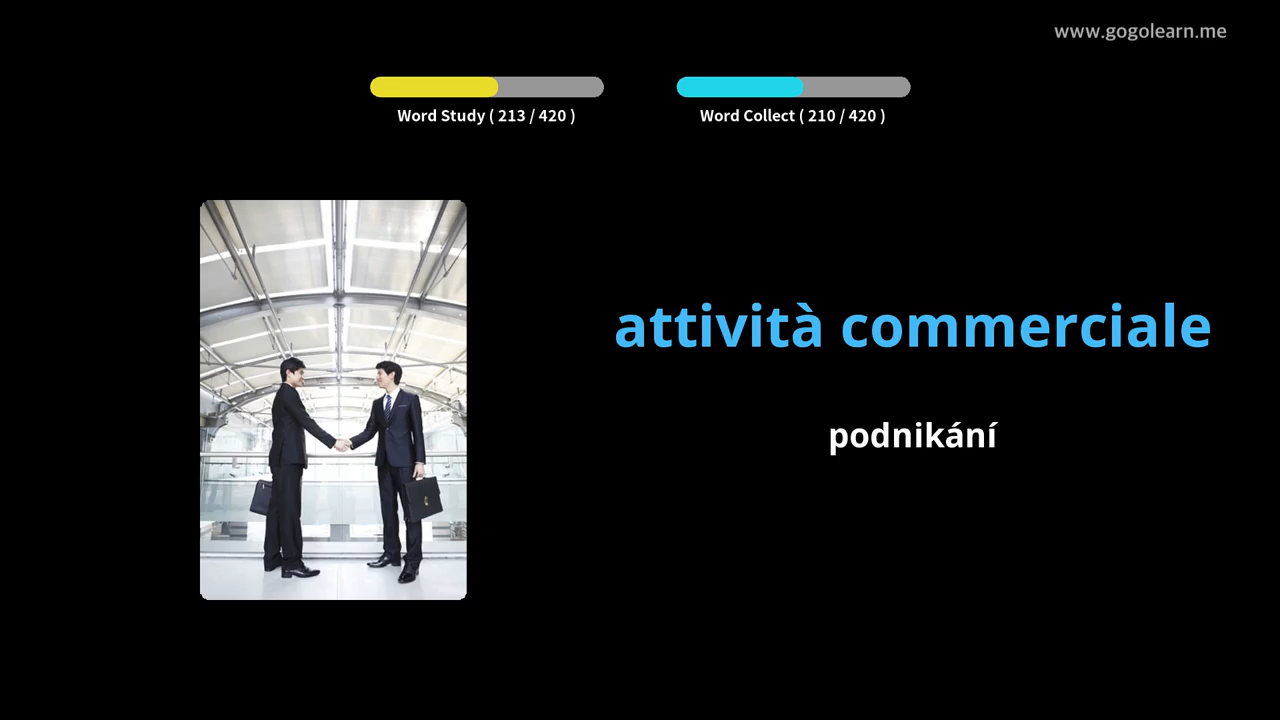 www.gogolearn.me
Word Study ( 213 / 420 )
Word Collect ( 210 / 420 )
attività commerciale
podnikání